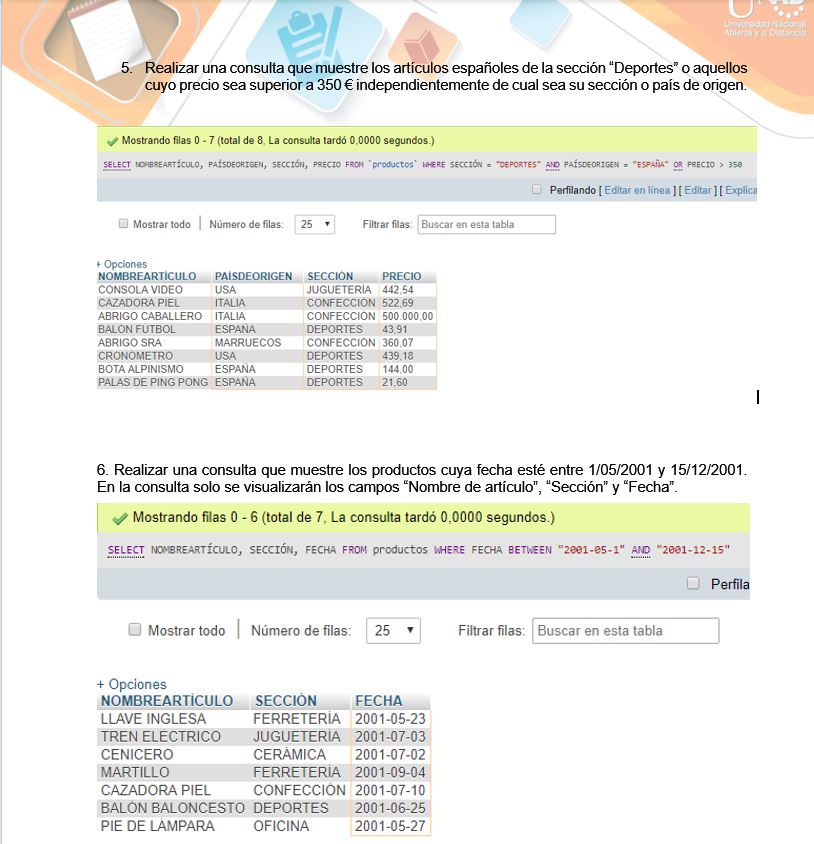 UNAD
Universidad Nacional
Abierta y a Distancia
5. Realizar una consulta que muestre los artículos españoles de la sección “Deportes” o aquellos
cuyo precio sea superior a 350 € independientemente de cual sea su sección o país de origen.
Mostrando filas 0 - 7 (total de 8, La consulta tardó 0,0000 segundos.)
SELECT NOMBREARTÍCULO, PAÍSDEORIGEN, SECCIÓN, PRECIO FROM `productos` WHERE SECCIÓN = "DEPORTES" AND PAÍSDEORIGEN = "ESPAÑA" OR PRECIO > 350
Perfilando [ Editar en línea ] [ Editar ] [ Explica
Mostrar todo | Número de filas: 25 Filtrar filas: Buscar en esta tabla
+ Opciones
NOMBREARTÍCULO PAÍSDEORIGEN SECCIÓN PRECIO
CONSOLA VIDEO USA JUGUETERÍA 442,54
CAZADORA PIEL ITALIA CONFECCIÓN 522,69
ABRIGO CABALLERO ITALIA CONFECCIÓN 500.000,00
BALÓN FÚTBOL ESPAÑA DEPORTES 43,91
ABRIGO SRA MARRUECOS CONFECCIÓN 360,07
CRONÓMETRO USA DEPORTES 439,18
BOTA ALPINISMO ESPAÑA DEPORTES 144,00
PALAS DE PING PONG ESPAÑA DEPORTES 21,60
6. Realizar una consulta que muestre los productos cuya fecha esté entre 1/05/2001 y 15/12/2001.
En la consulta solo se visualizarán los campos “Nombre de artículo”, “Sección” y “Fecha”.
Mostrando filas 0 - 6 (total de 7, La consulta tardó 0,0000 segundos.)
SELECT NOMBREARTÍCULO, SECCIÓN, FECHA FROM productos WHERE FECHA BETWEEN "2001-05-1" AND "2001-12-15"
Perfila
Mostrar todo | Número de filas: 25 Filtrar filas: Buscar en esta tabla
+ Opciones
NOMBREARTÍCULO SECCIÓN FECHA
LLAVE INGLESA FERRETERÍA 2001-05-23
TREN ELÉCTRICO JUGUETERÍA 2001-07-03
CENICERO CERÁMICA 2001-07-02
MARTILLO FERRETERÍA 2001-09-04
CAZADORA PIEL CONFECCIÓN 2001-07-10
BALÓN BALONCESTO DEPORTES 2001-06-25
PIE DE LÁMPARA OFICINA 2001-05-27